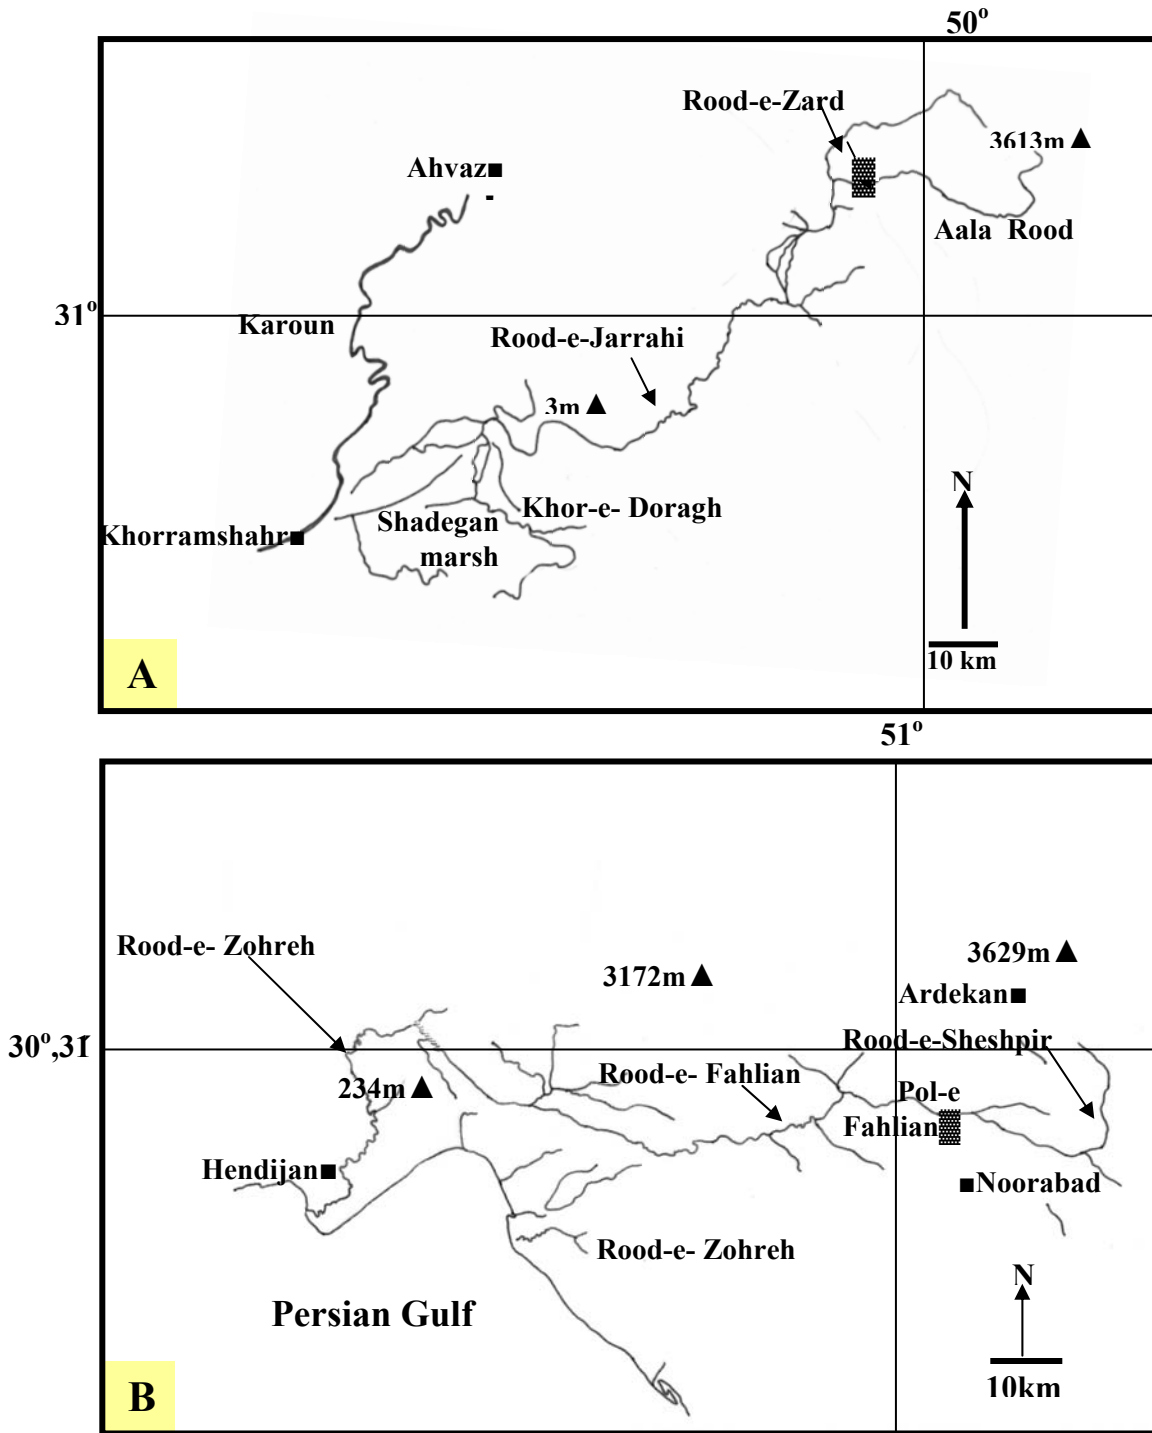 50º
Rood-e-Zard
3613m
Ahvaz
Aala Rood
31º
Karoun
Rood-e-Jarrahi
3m
N
Khor-e- Doragh
Shadegan
marsh
Khorramshahr
10 km
A
51º
Rood-e- Zohreh
3629m
3172m
Ardekan
30º,31'
Rood-e-Sheshpir
Rood-e- Fahlian
234m
Pol-e
Fahlian
Hendijan
Noorabad
Rood-e- Zohreh
N
Persian Gulf
10km
B